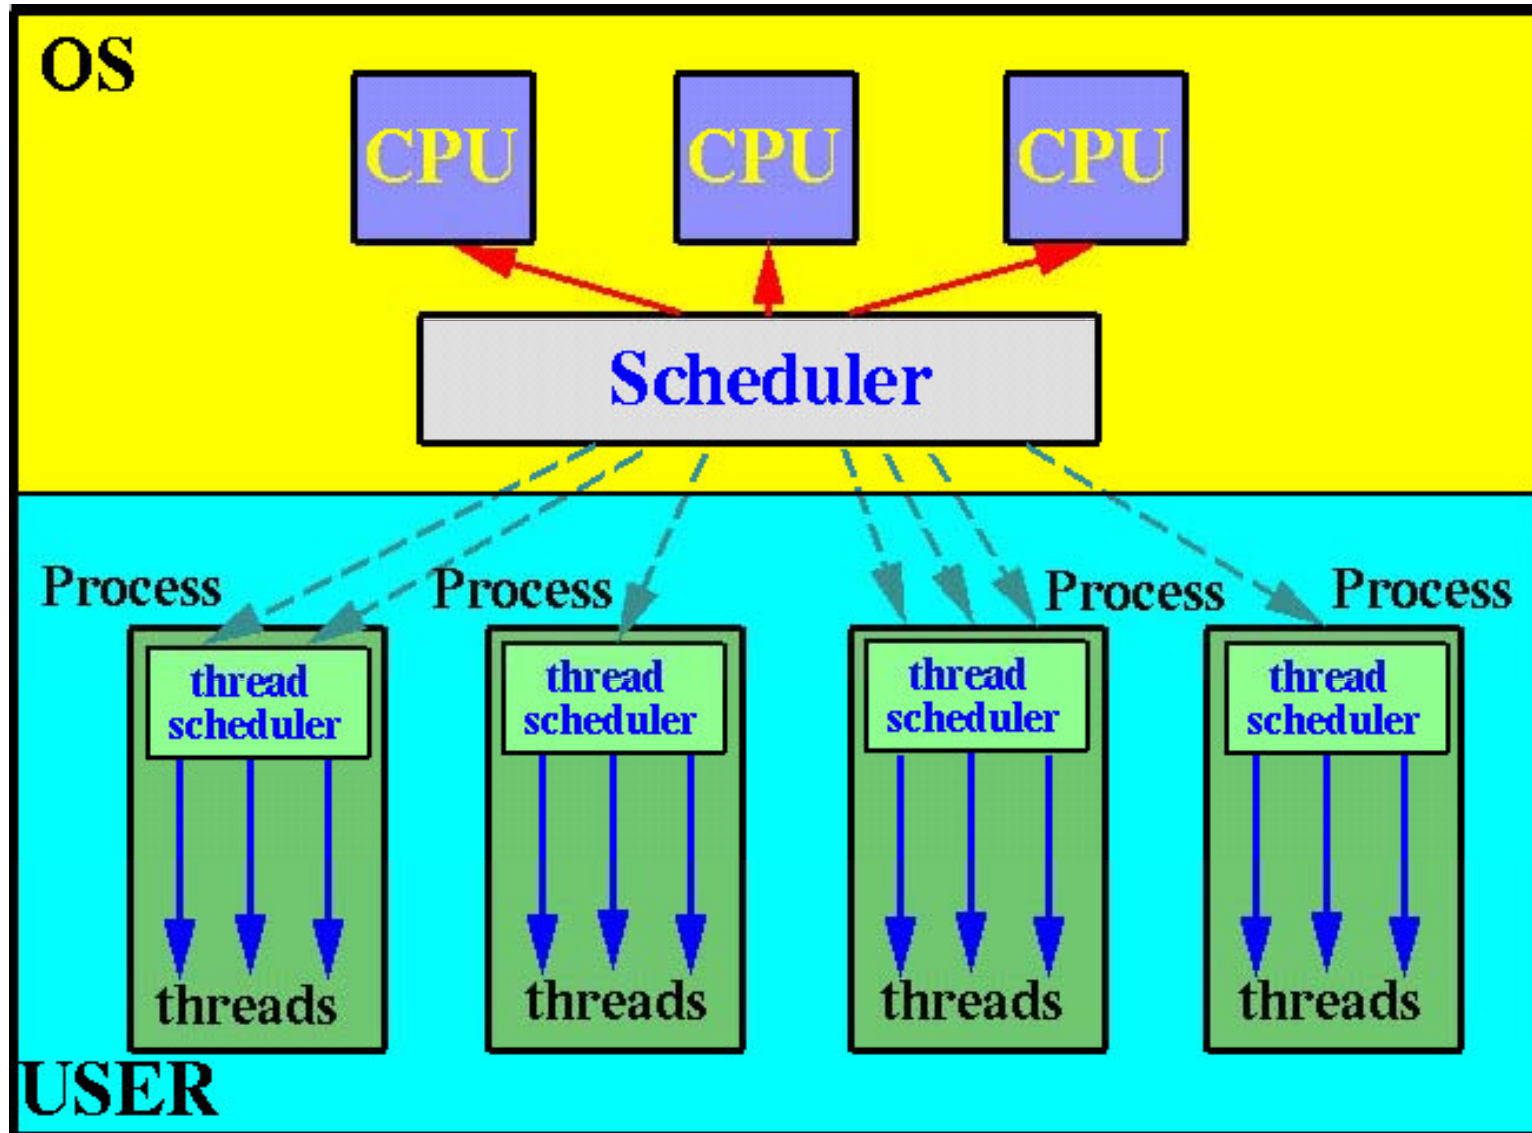 OS
CPU CPU CPU
Scheduler
Process Process Process Process
thread thread thread thread
scheduler scheduler scheduler scheduler
threads threads threads threads
USER